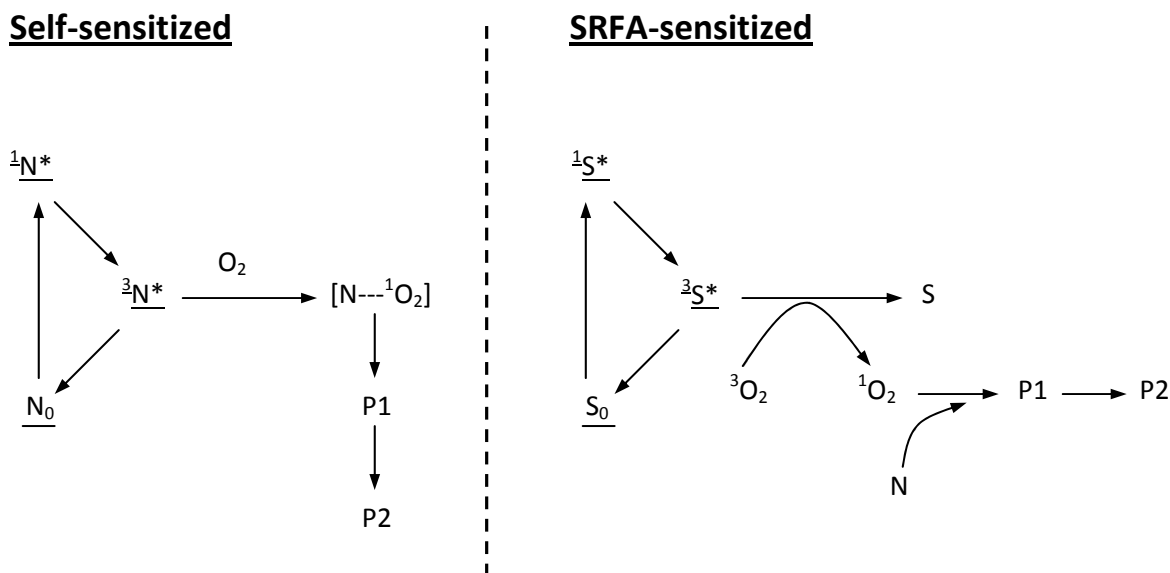 Self-sensitized
¹N*
O₂
³N*
[N---¹O₂]
N₀
P1
P2
SRFA-sensitized
¹S*
³S*
S
S₀
³O₂
¹O₂
P1
P2
N